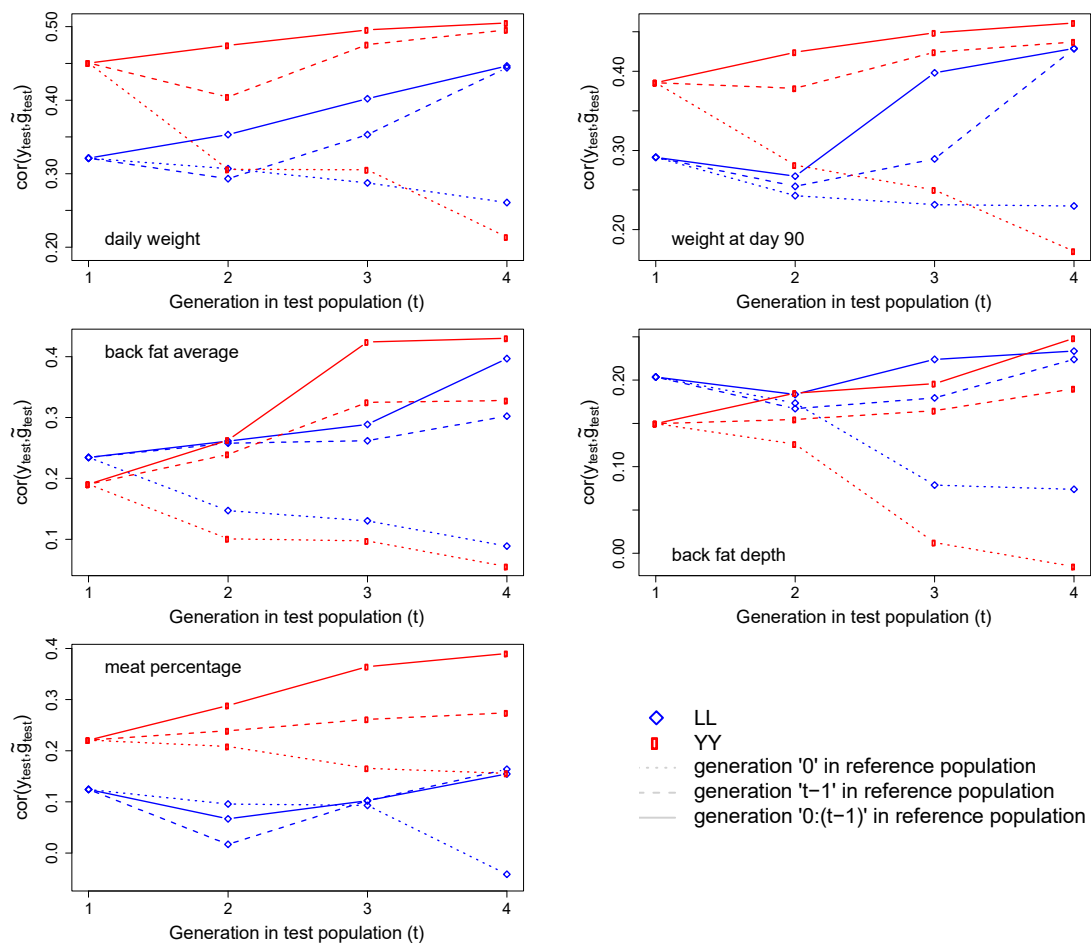 0.20 0.30 0.40 0.50
cor(y_test,g̃_test)
daily weight
1 2 3 4
Generation in test population (t)
0.20 0.30 0.40
cor(y_test,g̃_test)
weight at day 90
1 2 3 4
Generation in test population (t)
0.1 0.2 0.3 0.4
cor(y_test,g̃_test)
back fat average
1 2 3 4
Generation in test population (t)
0.00 0.10 0.20
cor(y_test,g̃_test)
back fat depth
1 2 3 4
Generation in test population (t)
0.0 0.1 0.2 0.3 0.4
cor(y_test,g̃_test)
meat percentage
1 2 3 4
Generation in test population (t)
LL
YY
generation '0' in reference population
generation 't−1' in reference population
generation '0:(t−1)' in reference population